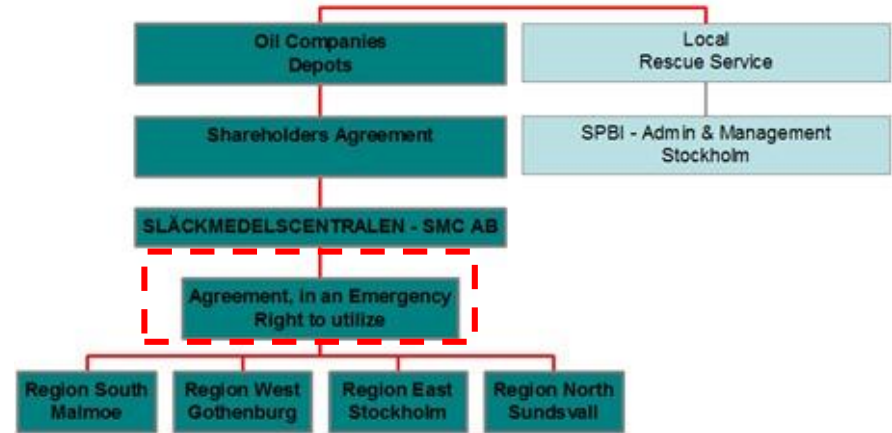 Oil Companies
Depots
Local
Rescue Service
Shareholders Agreement
SPBI - Admin & Management
Stockholm
SLÄCKMEDELSCENTRALEN - SMC AB
Agreement, in an Emergency
Right to utilize
Region South
Malmoe
Region West
Gothenburg
Region East
Stockholm
Region North
Sundsvall